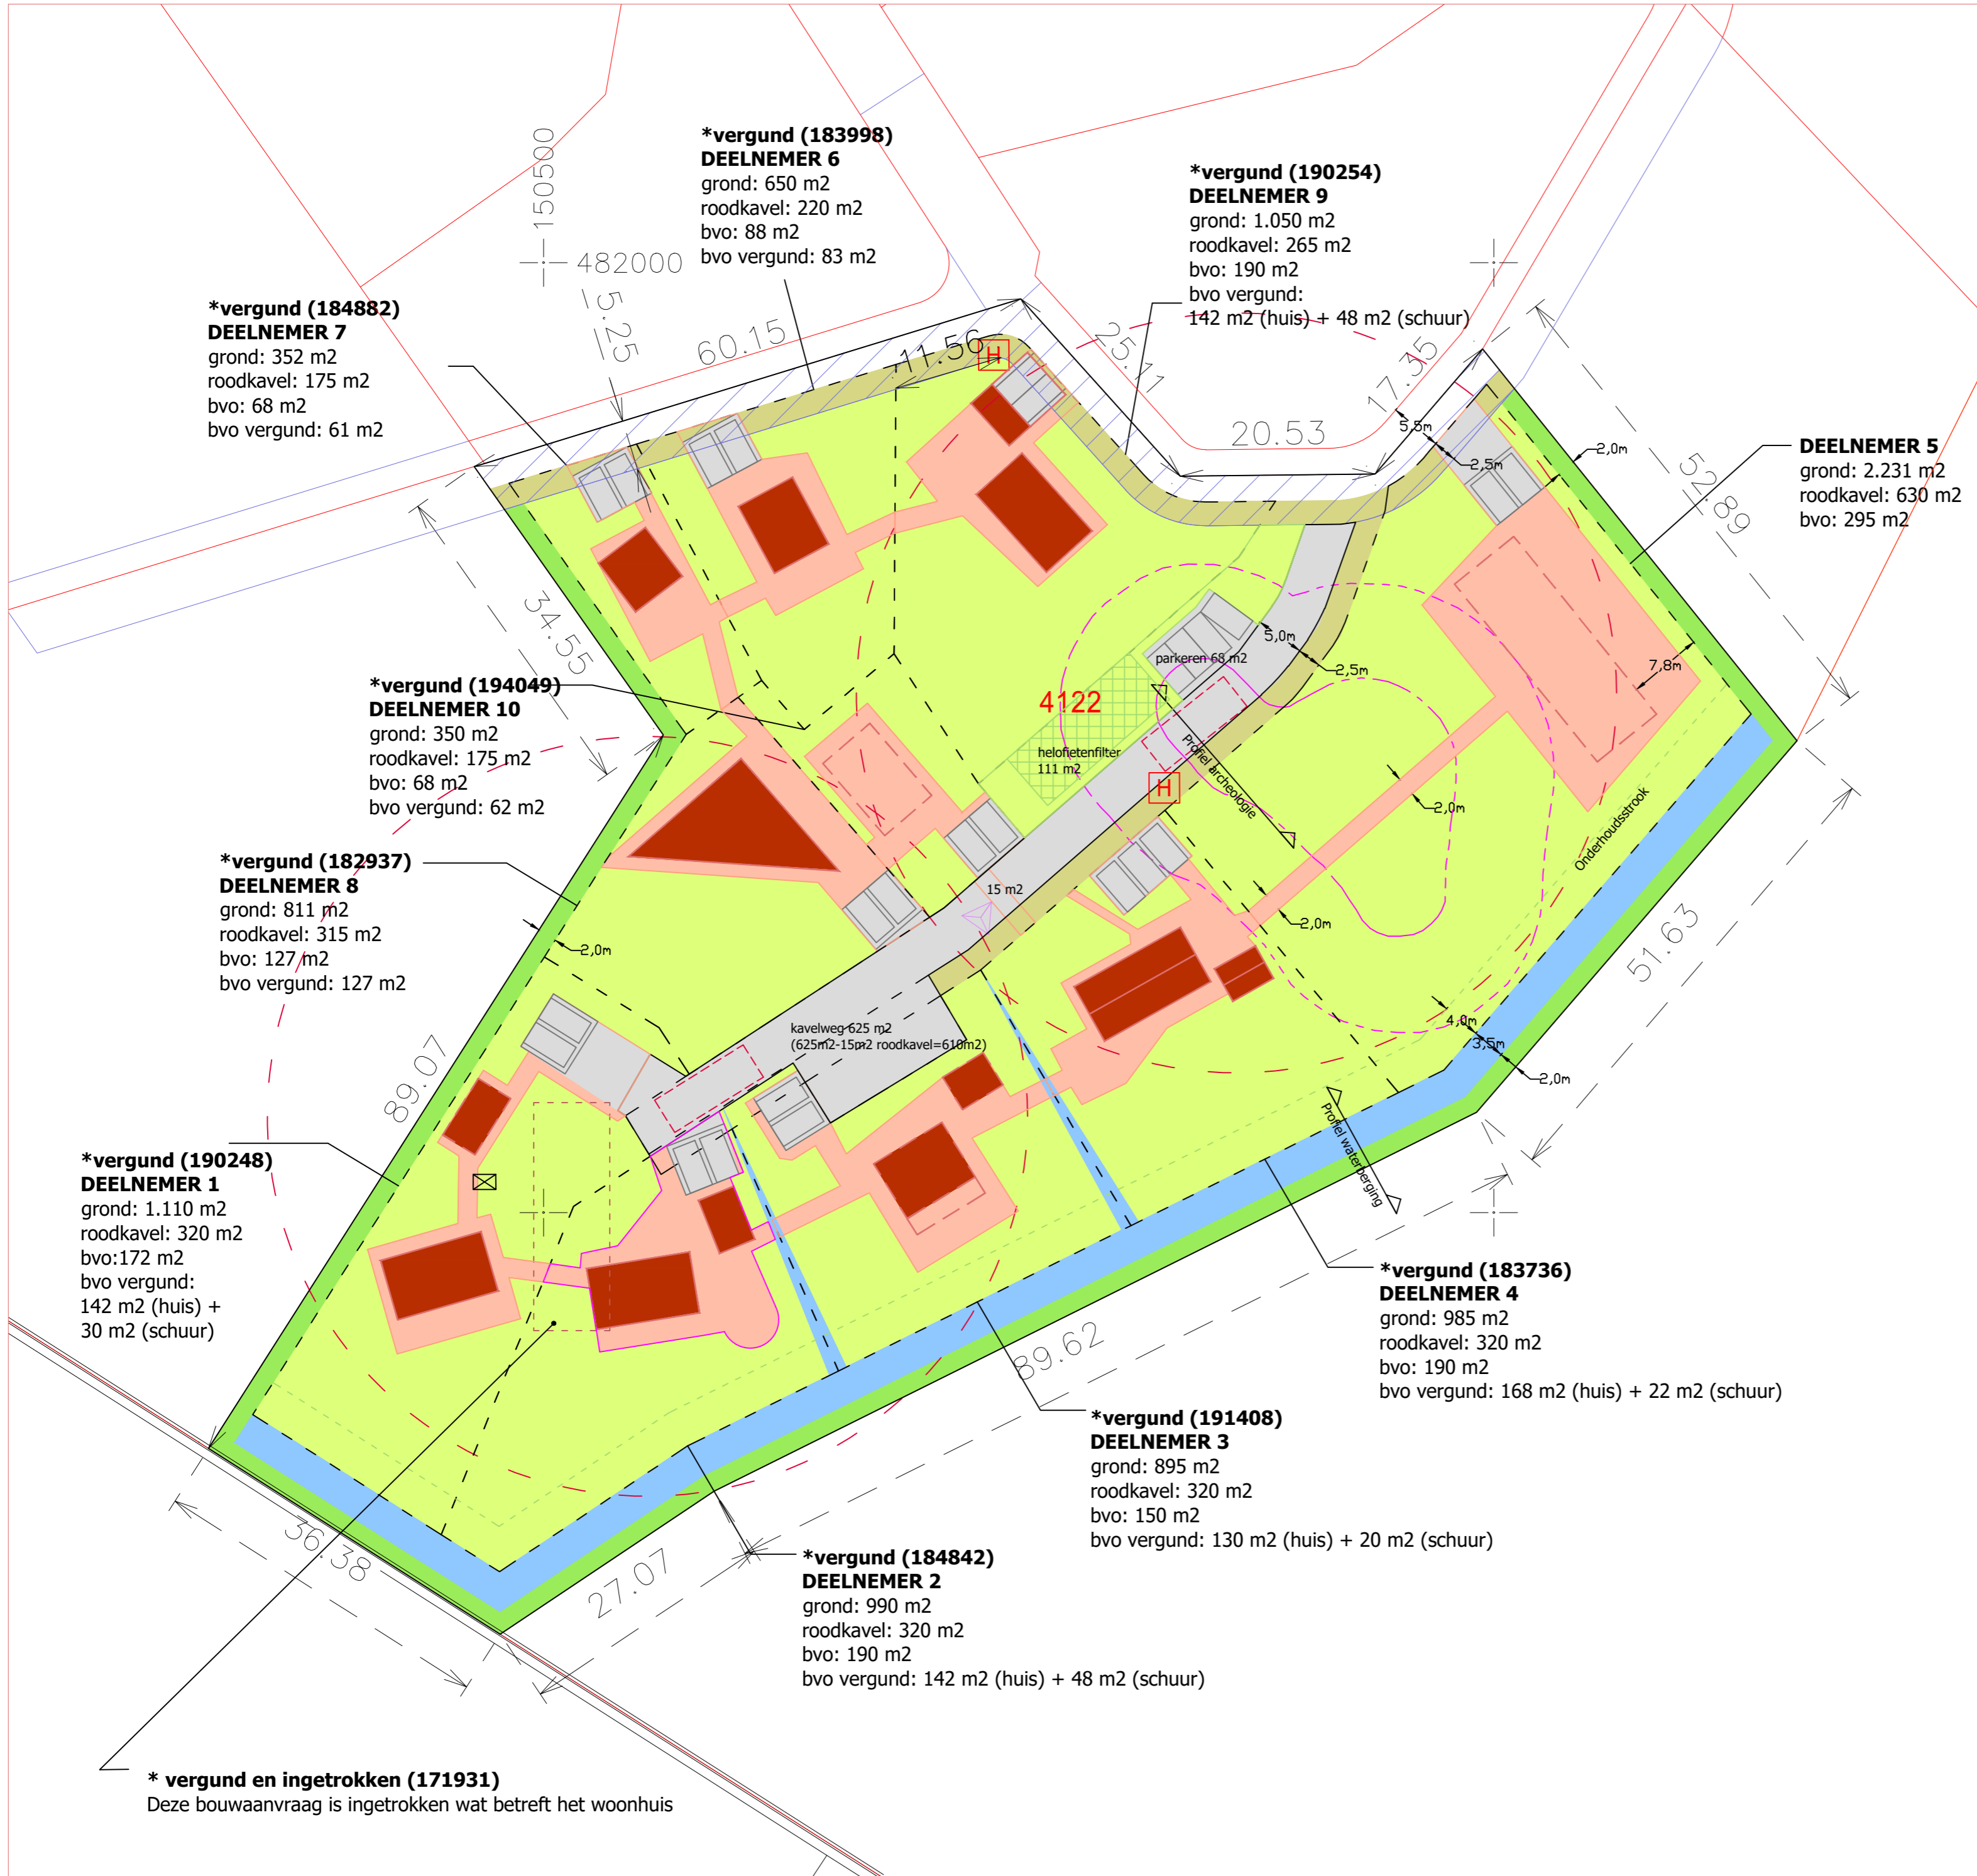 *vergund (183998)
DEELNEMER 6
grond: 650 m2
roodkavel: 220 m2
bvo: 88 m2
bvo vergund: 83 m2
*vergund (190254)
DEELNEMER 9
grond: 1.050 m2
roodkavel: 265 m2
bvo: 190 m2
bvo vergund:
142 m2 (huis) + 48 m2 (schuur)
150500
482000
*vergund (184882)
DEELNEMER 7
grond: 352 m2
roodkavel: 175 m2
bvo: 68 m2
bvo vergund: 61 m2
5.25
60.15
11.56
H
25.11
20.53
17.35
5,5m
2,5m
2,0m
52.89
DEELNEMER 5
grond: 2.231 m2
roodkavel: 630 m2
bvo: 295 m2
34.55
*vergund (194049)
DEELNEMER 10
grond: 350 m2
roodkavel: 175 m2
bvo: 68 m2
bvo vergund: 62 m2
5,0m
2,5m
parkeren 68 m2
7,8m
4122
helofietenfilter
111 m2
H
Profiel archeologie
2,0m
Onderhoudsstrook
*vergund (182937)
DEELNEMER 8
grond: 811 m2
roodkavel: 315 m2
bvo: 127 m2
bvo vergund: 127 m2
2,0m
15 m2
2,0m
51.63
kavelweg 625 m2
(625m2-15m2 roodkavel=610m2)
4,0m
3,5m
2,0m
89.07
Profiel waterberging
*vergund (190248)
DEELNEMER 1
grond: 1.110 m2
roodkavel: 320 m2
bvo:172 m2
bvo vergund:
142 m2 (huis) +
30 m2 (schuur)
*vergund (183736)
DEELNEMER 4
grond: 985 m2
roodkavel: 320 m2
bvo: 190 m2
bvo vergund: 168 m2 (huis) + 22 m2 (schuur)
89.62
*vergund (191408)
DEELNEMER 3
grond: 895 m2
roodkavel: 320 m2
bvo: 150 m2
bvo vergund: 130 m2 (huis) + 20 m2 (schuur)
36.38
27.07
*vergund (184842)
DEELNEMER 2
grond: 990 m2
roodkavel: 320 m2
bvo: 190 m2
bvo vergund: 142 m2 (huis) + 48 m2 (schuur)
* vergund en ingetrokken (171931)
Deze bouwaanvraag is ingetrokken wat betreft het woonhuis